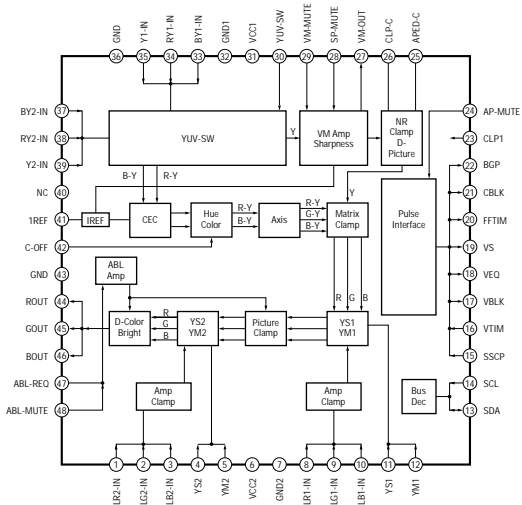 GND
Y1-IN
RY1-IN
BY1-IN
GND1
VCC1
YUV-SW
VM-MUTE
SP-MUTE
VM-OUT
CLP-C
APED-C
36
35
34
33
32
31
30
29
28
27
26
25
BY2-IN
37
RY2-IN
38
Y2-IN
39
NC
40
1REF
41
C-OFF
42
GND
43
ROUT
44
GOUT
45
BOUT
46
ABL-REQ
47
ABL-MUTE
48
YUV-SW
Y
VM Amp
Sharpness
NR
Clamp
D-
Picture
B-Y
R-Y
Y
IREF
CEC
Hue
Color
R-Y
B-Y
Axis
R-Y
G-Y
B-Y
Matrix
Clamp
Pulse
Interface
ABL
Amp
R
G
B
D-Color
Bright
R
G
B
YS2
YM2
Picture
Clamp
YS1
YM1
Amp
Clamp
Amp
Clamp
Bus
Dec
24
AP-MUTE
23
CLP1
22
BGP
21
CBLK
20
FFTIM
19
VS
18
VEQ
17
VBLK
16
VTIM
15
SSCP
14
SCL
13
SDA
1
2
3
4
5
6
7
8
9
10
11
12
LR2-IN
LG2-IN
LB2-IN
YS2
YM2
VCC2
GND2
LR1-IN
LG1-IN
LB1-IN
YS1
YM1